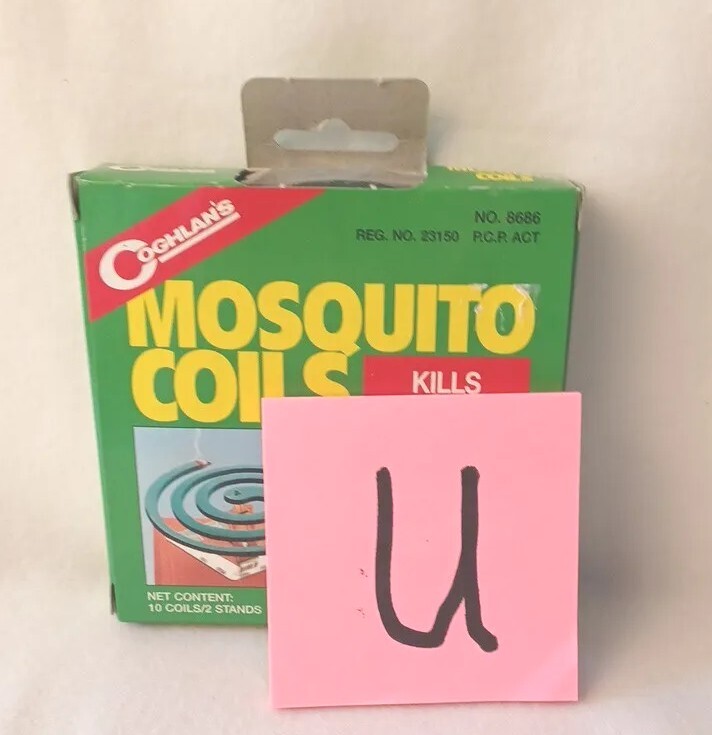 COGHLAN'S
NO. 8686
REG. NO. 23150 P.C.P. ACT
MOSQUITO
COILS
KILLS
NET CONTENT:
10 COILS/2 STANDS
u